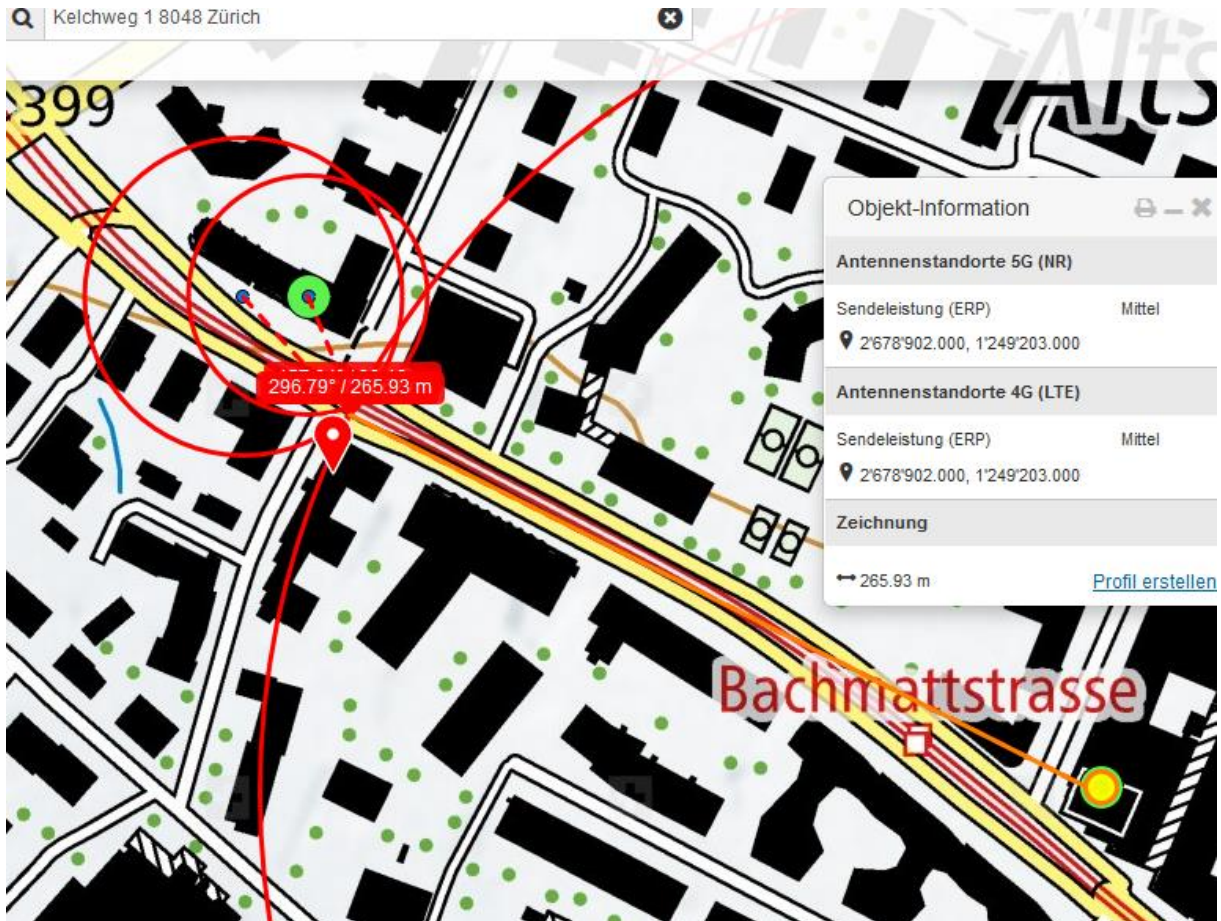 Kelchweg 1 8048 Zürich
Alts
399
Objekt-Information
Antennenstandorte 5G (NR)
Sendeleistung (ERP) Mittel
2'678'902.000, 1'249'203.000
296.79° / 265.93 m
Antennenstandorte 4G (LTE)
Sendeleistung (ERP) Mittel
2'678'902.000, 1'249'203.000
Zeichnung
265.93 m Profil erstellen
Bachmattstrasse